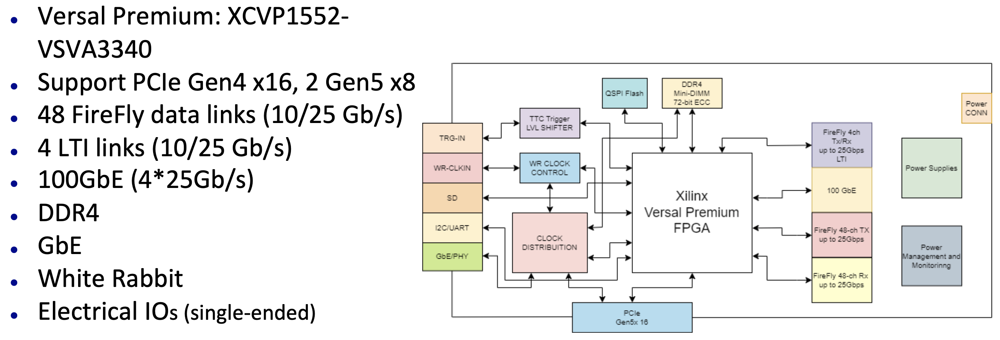 Versal Premium: XCVP1552-
VSVA3340
Support PCIe Gen4 x16, 2 Gen5 x8
48 FireFly data links (10/25 Gb/s)
4 LTI links (10/25 Gb/s)
100GbE (4*25Gb/s)
DDR4
GbE
White Rabbit
Electrical IOs (single-ended)
QSPI Flash
DDR4
Mini-DIMM
72-bit ECC
Power
CONN
TTC Trigger
LVL SHIFTER
TRG-IN
WR-CLKIN
SD
I2C/UART
GbE/PHY
WR CLOCK
CONTROL
CLOCK
DISTRIBUITION
Xilinx
Versal Premium
FPGA
FireFly 4ch
Tx/Rx
up to 25Gbps
LTI
100 GbE
FireFly 48-ch TX
up to 25Gbps
FireFly 48-ch Rx
up to 25Gbps
Power Supplies
Power
Management and
Monitorinng
PCIe
Gen5x 16